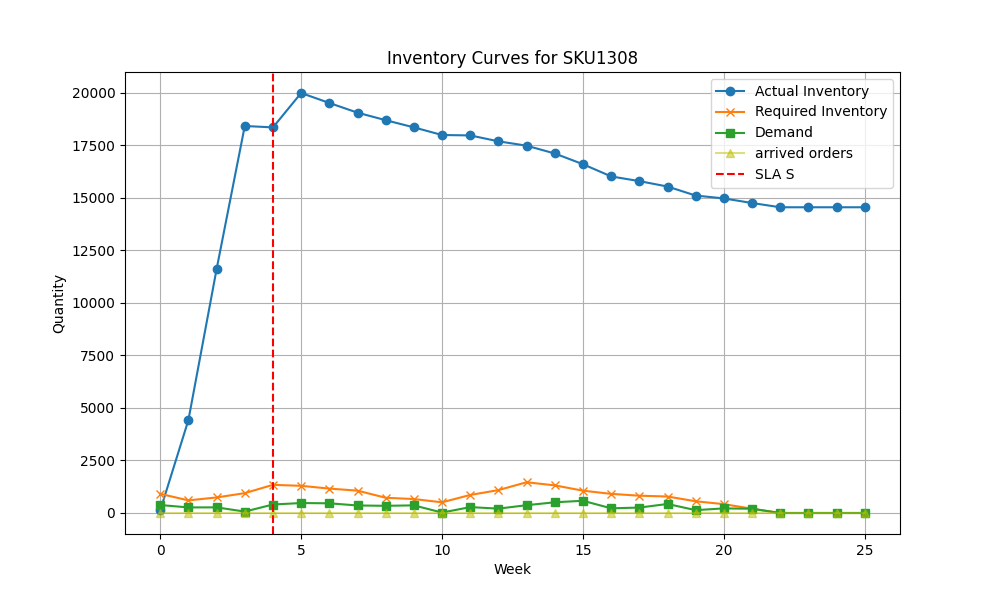 Inventory Curves for SKU1308
Actual Inventory
Required Inventory
Demand
arrived orders
SLA S
Quantity
20000
17500
15000
12500
10000
7500
5000
2500
0
0 5 10 15 20 25
Week